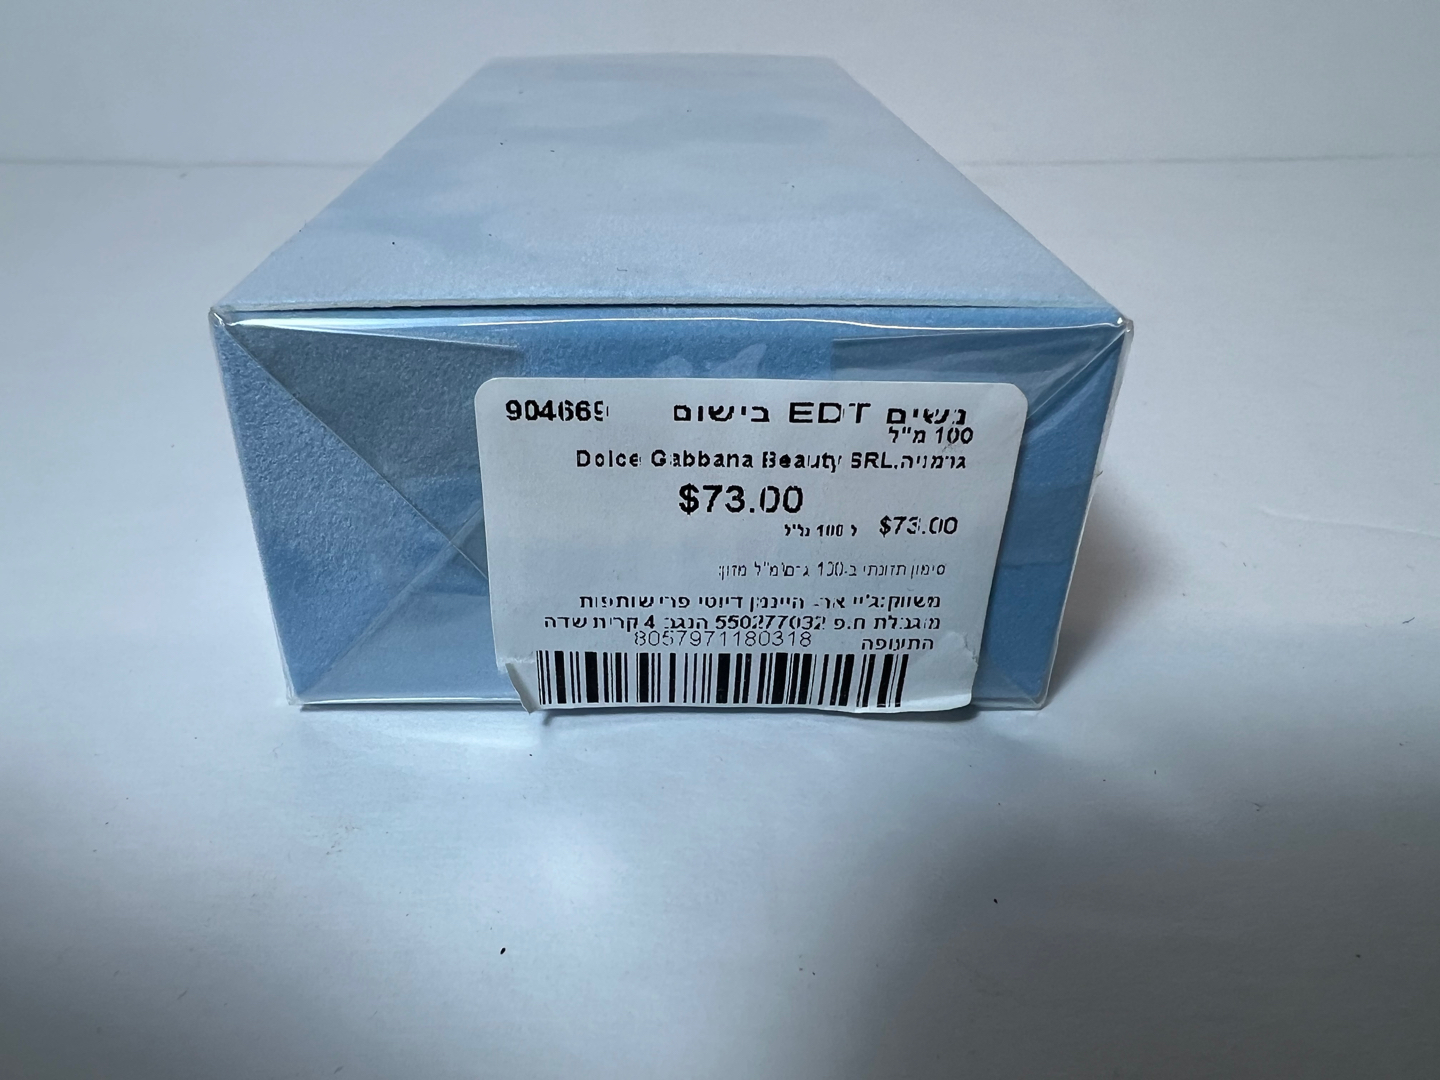 בישום EDT נשים 904669
100 מ"ל
Dolce Gabbana Beauty SRL,גרמניה
$73.00
$73.00 ל 100 מ"ל
סימון תזונתי ב-100 גרם\מ"ל מזון:
משווק:ג'יי אר- היינמן דיוטי פרי שותפות
מוגבלת ח.פ 550277032 הנגב 4 קרית שדה
התעופה
8057971180318